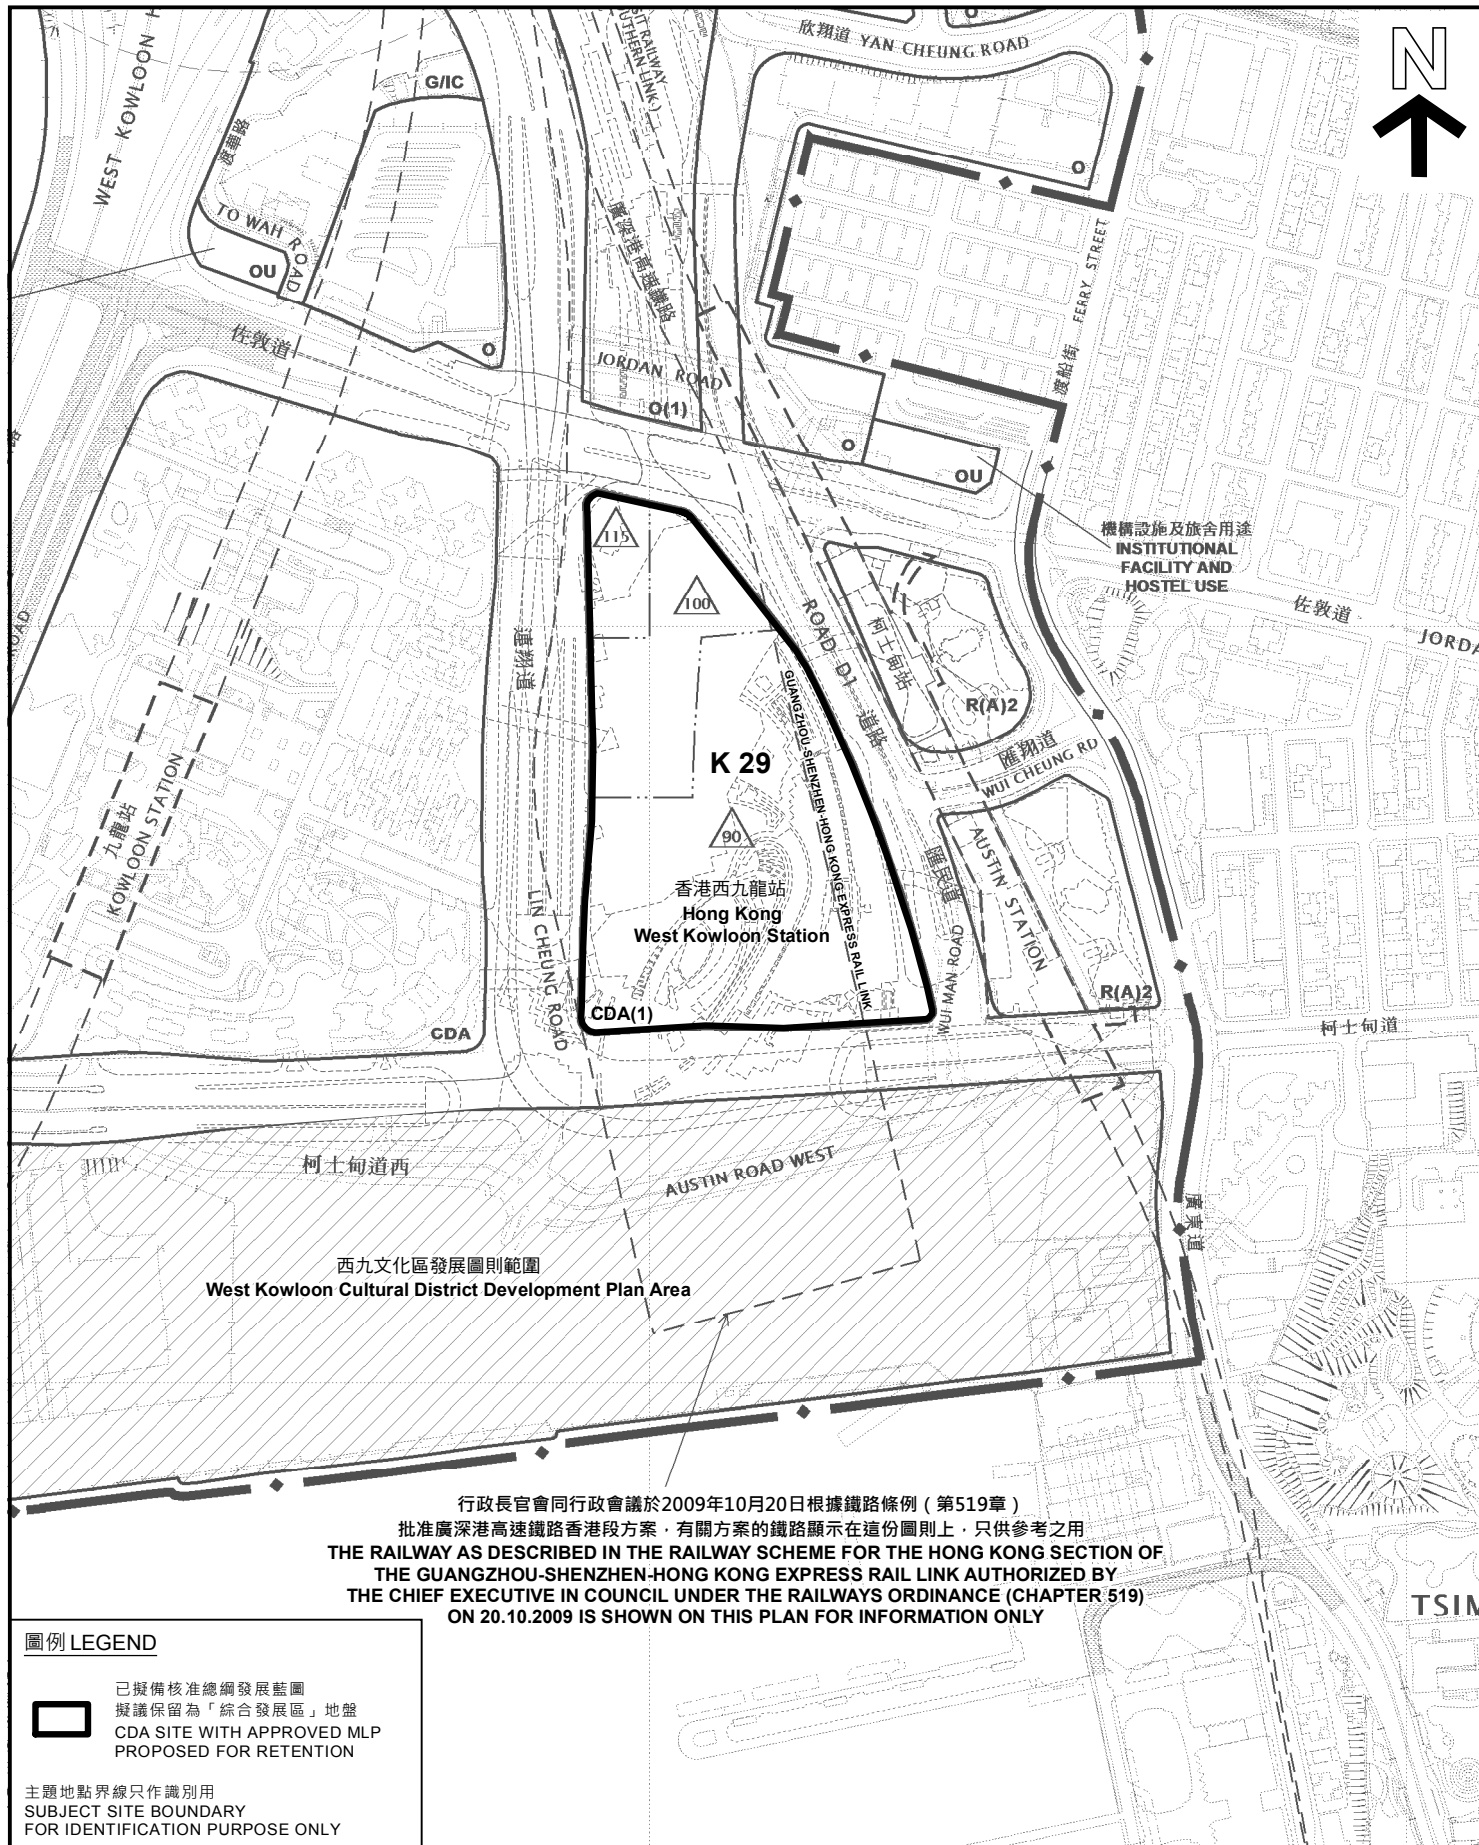 欣翔道 YAN CHEUNG ROAD
N
WEST KOWLOON
G/IC
渡華路
TO WAH ROAD
OU
O
O
廣深港高速鐵路
FERRY STREET
渡船街
佐敦道
JORDAN ROAD
O(1)
O
O
OU
機構設施及旅舍用途
INSTITUTIONAL
FACILITY AND
HOSTEL USE
115
100
佐敦道
ROAD D1 道路
柯士甸站
R(A)2
連翔道
K 29
GUANGZHOU-SHENZHEN-HONG KONG EXPRESS RAIL LINK
匯翔道
WUI CHEUNG RD
九龍站
KOWLOON STATION
90
香港西九龍站
Hong Kong
West Kowloon Station
LIN CHEUNG ROAD
匯民道
WUI MAN ROAD
AUSTIN STATION
R(A)2
CDA(1)
CDA
柯士甸道
柯士甸道西
AUSTIN ROAD WEST
廣東道
西九文化區發展圖則範圍
West Kowloon Cultural District Development Plan Area
行政長官會同行政會議於2009年10月20日根據鐵路條例（第519章）
批准廣深港高速鐵路香港段方案，有關方案的鐵路顯示在這份圖則上，只供參考之用
THE RAILWAY AS DESCRIBED IN THE RAILWAY SCHEME FOR THE HONG KONG SECTION OF
THE GUANGZHOU-SHENZHEN-HONG KONG EXPRESS RAIL LINK AUTHORIZED BY
THE CHIEF EXECUTIVE IN COUNCIL UNDER THE RAILWAYS ORDINANCE (CHAPTER 519)
ON 20.10.2009 IS SHOWN ON THIS PLAN FOR INFORMATION ONLY
圖例 LEGEND
已擬備核准總綱發展藍圖
擬議保留為「綜合發展區」地盤
CDA SITE WITH APPROVED MLP
PROPOSED FOR RETENTION
主題地點界線只作識別用
SUBJECT SITE BOUNDARY
FOR IDENTIFICATION PURPOSE ONLY